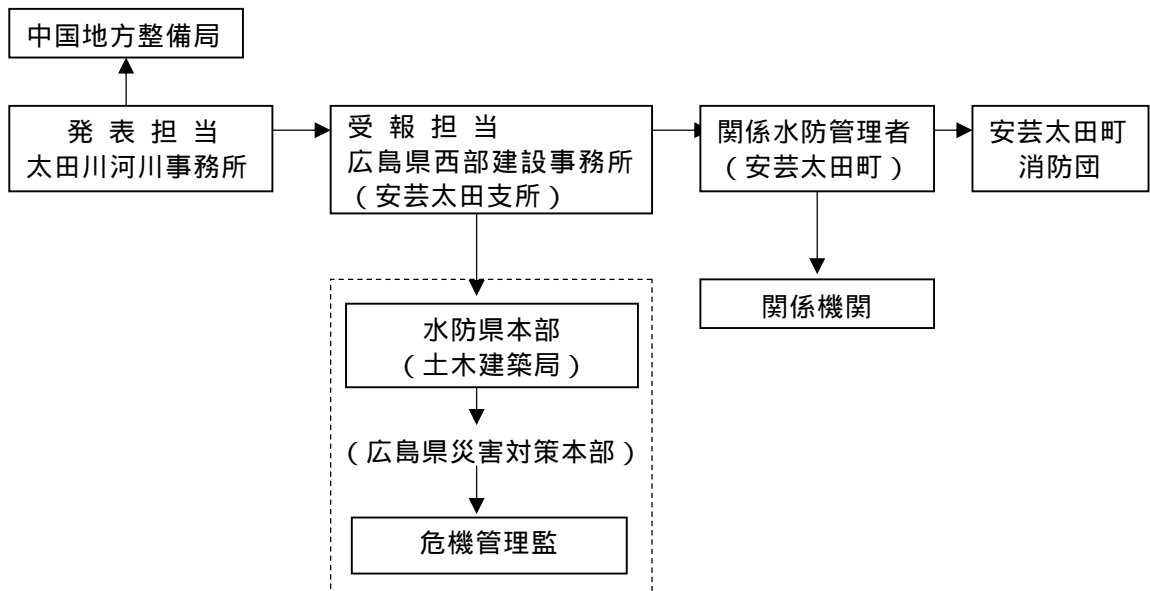 中国地方整備局
発 表 担 当
太田川河川事務所
受 報 担 当
広島県西部建設事務所
（安芸太田支所）
関係水防管理者
（安芸太田町）
安芸太田町
消防団
関係機関
水防県本部
（土木建築局）
（広島県災害対策本部）
危機管理監